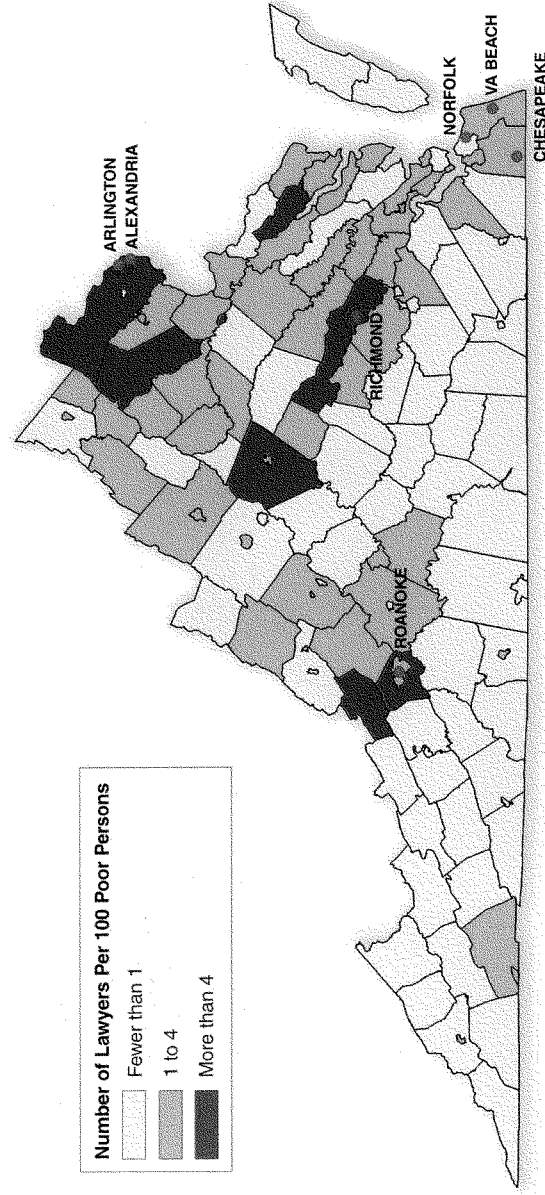 Number of Lawyers Per 100 Poor Persons
Fewer than 1
1 to 4
More than 4
ARLINGTON
ALEXANDRIA
RICHMOND
ROANOKE
NORFOLK
VA BEACH
CHESAPEAKE